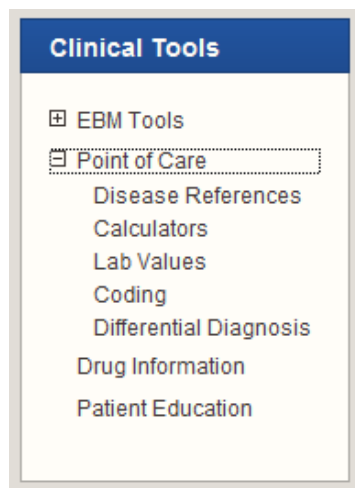 Clinical Tools
EBM Tools
Point of Care
Disease References
Calculators
Lab Values
Coding
Differential Diagnosis
Drug Information
Patient Education